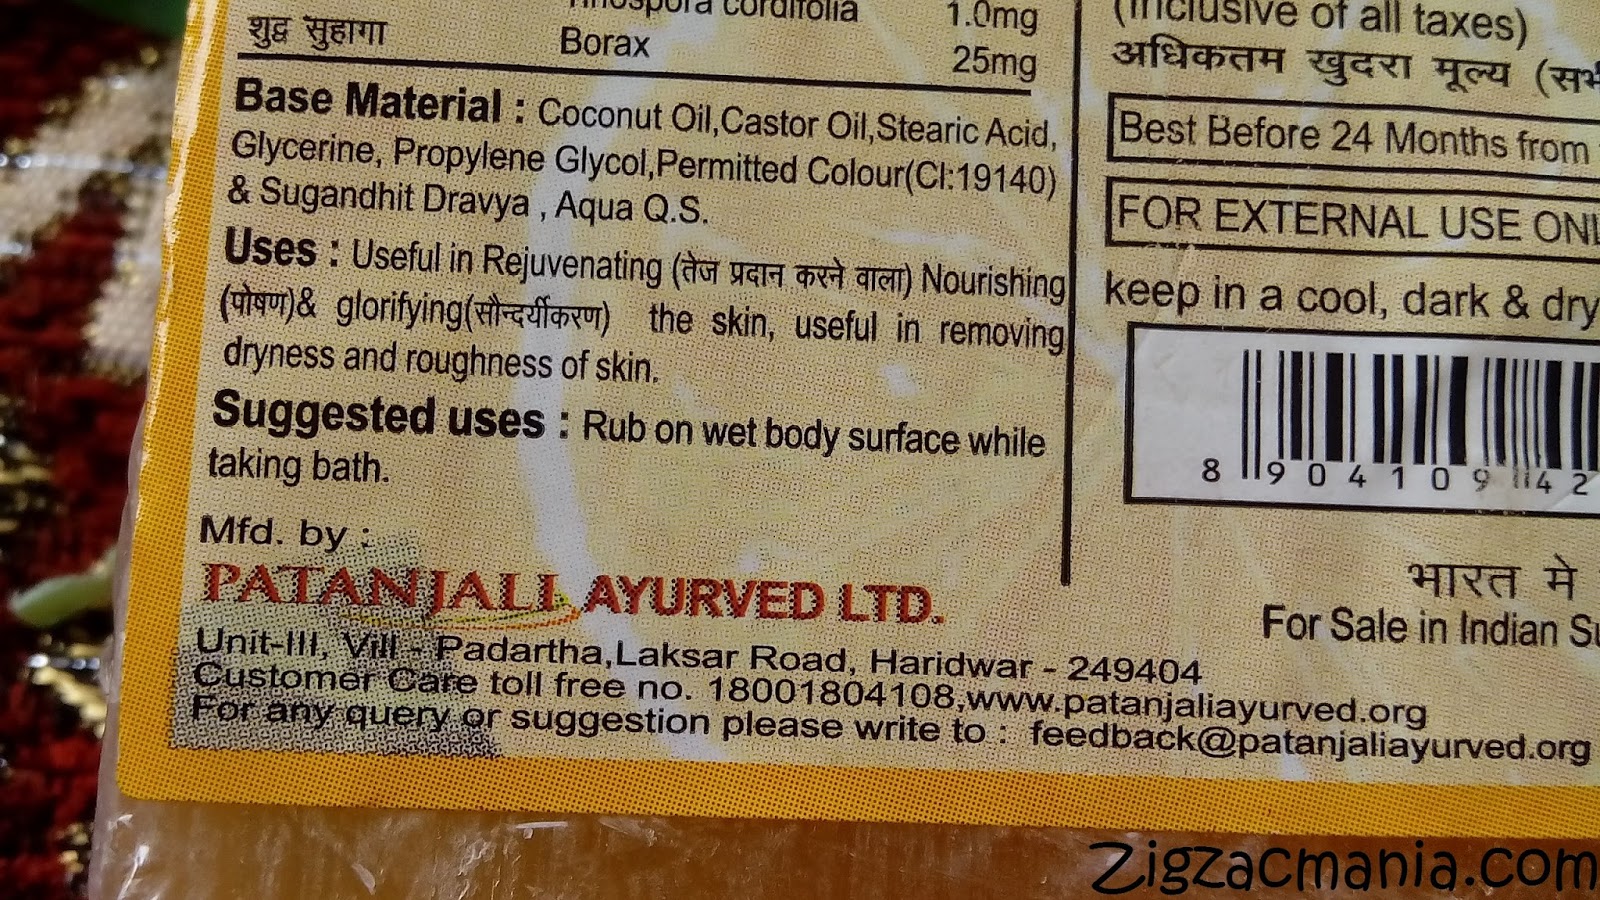 cordifolia 1.0mg
शुद्व सुहागा Borax 25mg
Base Material : Coconut Oil,Castor Oil,Stearic Acid,
Glycerine, Propylene Glycol,Permitted Colour(CI:19140)
& Sugandhit Dravya , Aqua Q.S.
Uses : Useful in Rejuvenating (तेज प्रदान करने वाला) Nourishing
(पोषण)& glorifying(सौन्दर्यीकरण) the skin, useful in removing
dryness and roughness of skin.
Suggested uses : Rub on wet body surface while
taking bath.
Mfd. by :
PATANJALI AYURVED LTD.
Unit-III, Vill - Padartha,Laksar Road, Haridwar - 249404
Customer Care toll free no. 18001804108,www.patanjaliayurved.org
For any query or suggestion please write to : feedback@patanjaliayurved.org
(Inclusive of all taxes)
अधिकतम खुदरा मूल्य
Best Before 24 Months from
FOR EXTERNAL USE
keep in a cool, dark & dry
8 904109 42
भारत मे
For Sale in Indian
Zigzacmania.com